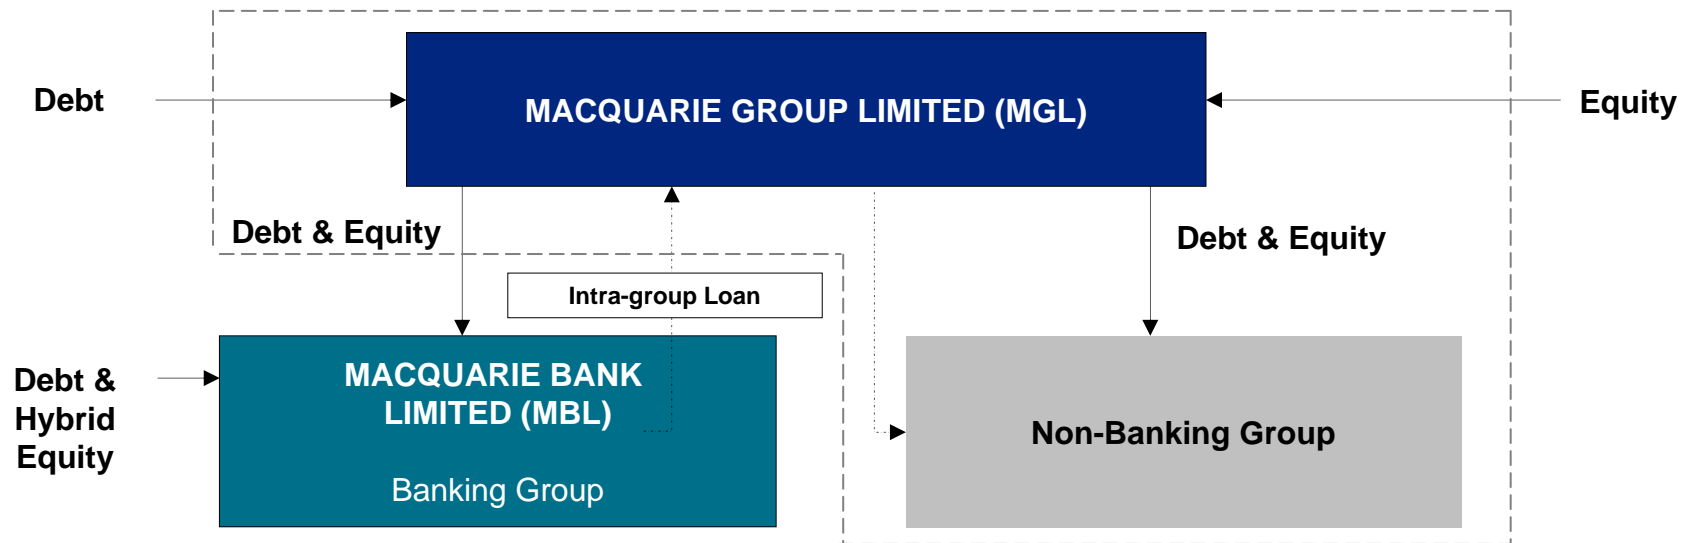 Debt
MACQUARIE GROUP LIMITED (MGL)
Equity
Debt & Equity
Debt & Equity
Intra-group Loan
Debt &
Hybrid
Equity
MACQUARIE BANK
LIMITED (MBL)
Banking Group
Non-Banking Group